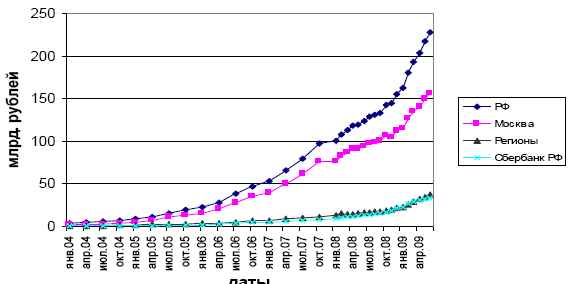 250
200
150
100
50
0
млрд. рублей
янв.04
апр.04
июл.04
окт.04
янв.05
апр.05
июл.05
окт.05
янв.06
апр.06
июл.06
окт.06
янв.07
апр.07
июл.07
окт.07
янв.08
апр.08
июл.08
окт.08
янв.09
апр.09
даты
РФ
Москва
Регионы
Сбербанк РФ